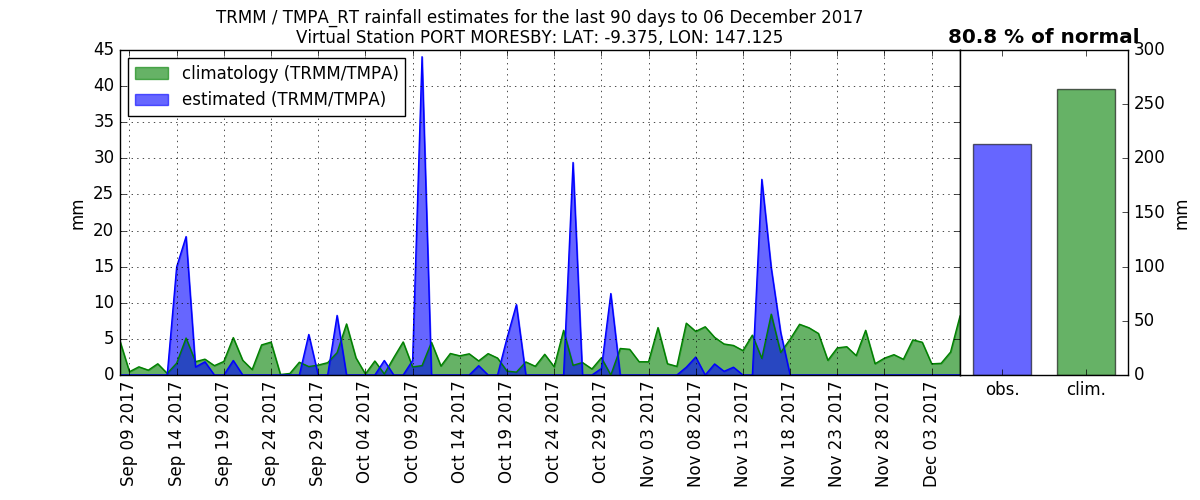 TRMM / TMPA_RT rainfall estimates for the last 90 days to 06 December 2017
Virtual Station PORT MORESBY: LAT: -9.375, LON: 147.125
80.8 % of normal
climatology (TRMM/TMPA)
estimated (TRMM/TMPA)
45
40
35
30
25
20
15
10
5
0
mm
Sep 09 2017
Sep 14 2017
Sep 19 2017
Sep 24 2017
Sep 29 2017
Oct 04 2017
Oct 09 2017
Oct 14 2017
Oct 19 2017
Oct 24 2017
Oct 29 2017
Nov 03 2017
Nov 08 2017
Nov 13 2017
Nov 18 2017
Nov 23 2017
Nov 28 2017
Dec 03 2017
obs.
clim.
300
250
200
150
100
50
0
mm